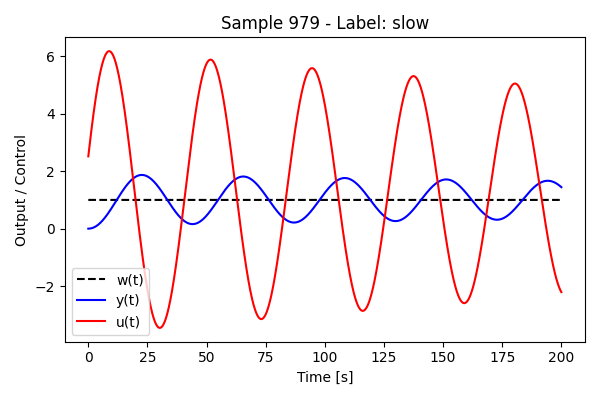 Sample 979 - Label: slow
Output / Control
6
4
2
0
−2
w(t)
y(t)
u(t)
0 25 50 75 100 125 150 175 200
Time [s]